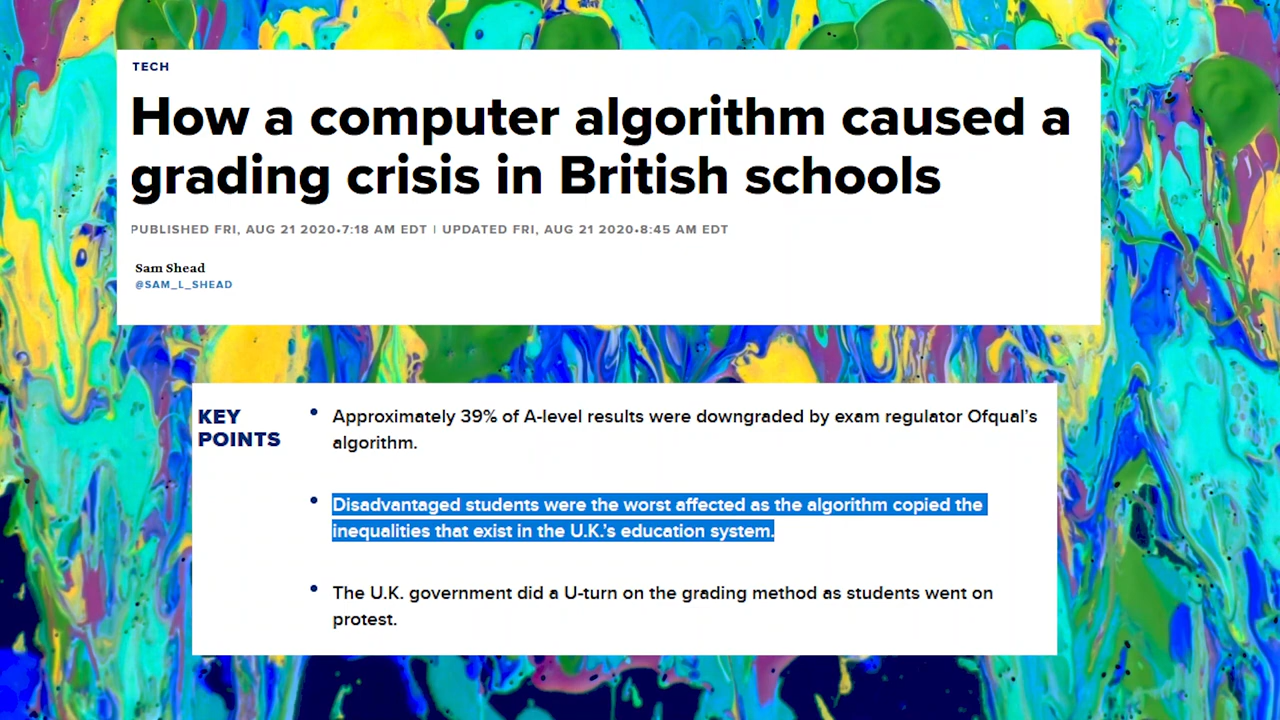 TECH
How a computer algorithm caused a
grading crisis in British schools
PUBLISHED FRI, AUG 21 2020•7:18 AM EDT | UPDATED FRI, AUG 21 2020•8:45 AM EDT
Sam Shead
@SAM_L_SHEAD
KEY
POINTS
• Approximately 39% of A-level results were downgraded by exam regulator Ofqual’s
algorithm.
• Disadvantaged students were the worst affected as the algorithm copied the
inequalities that exist in the U.K.’s education system.
• The U.K. government did a U-turn on the grading method as students went on
protest.